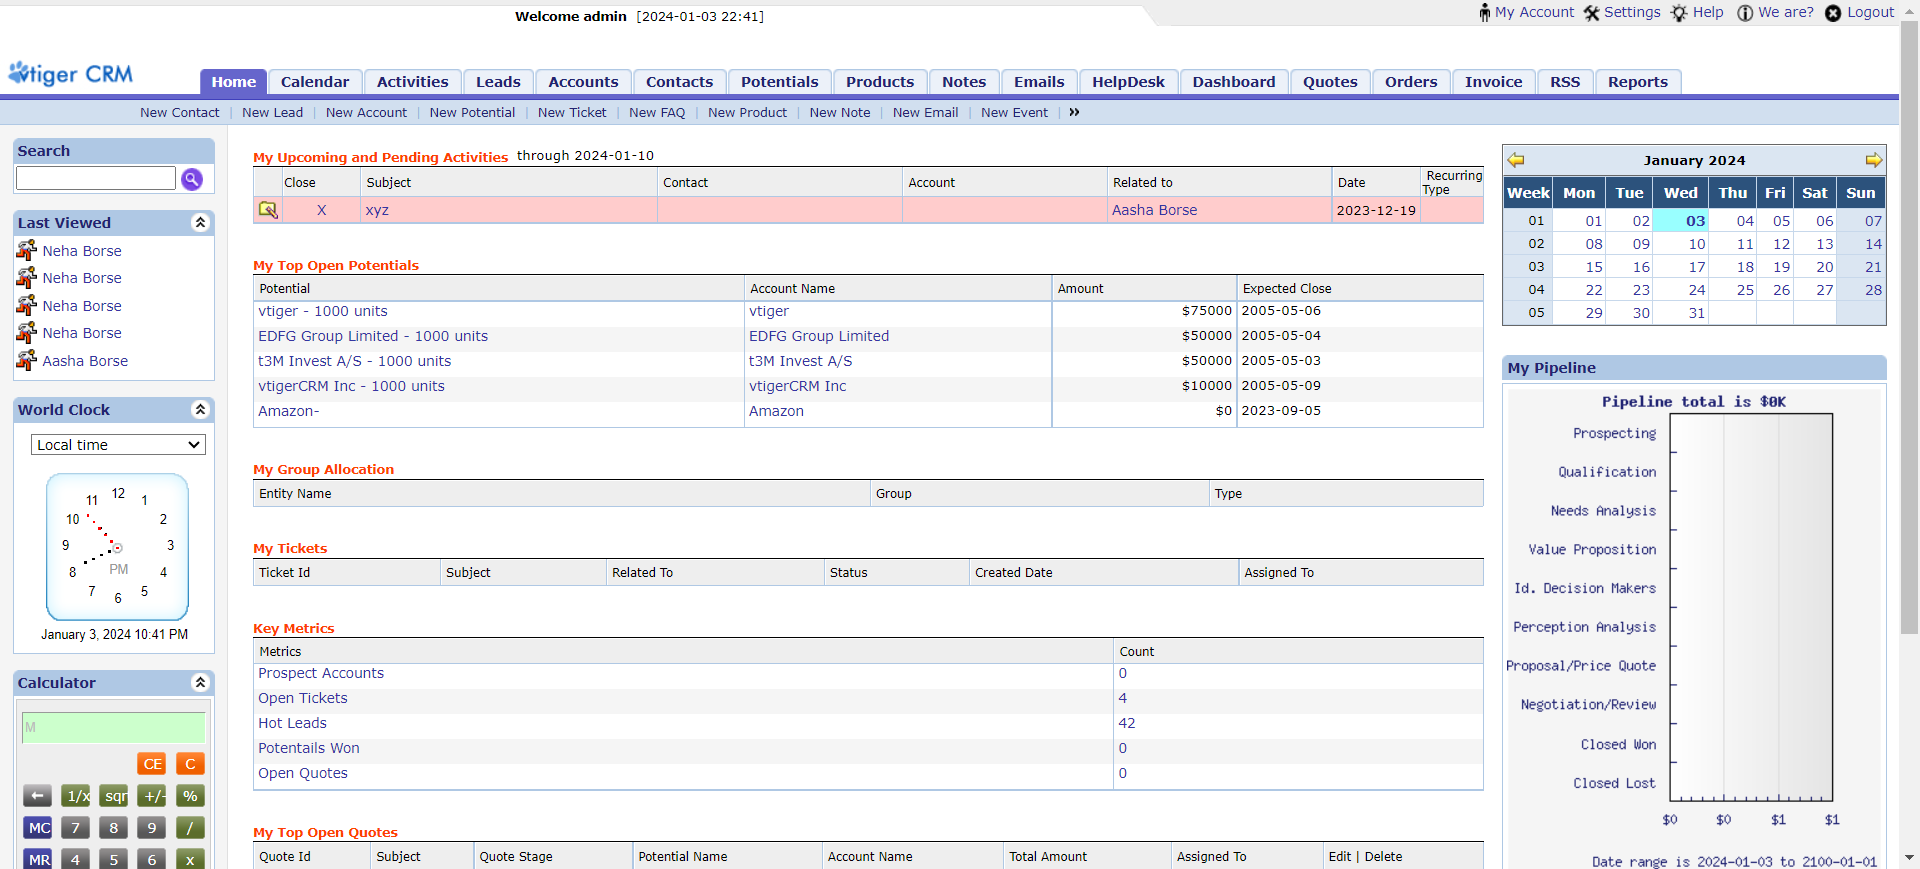 Welcome admin [2024-01-03 22:41]
My Account Settings Help We are? Logout
vtiger CRM
Home Calendar Activities Leads Accounts Contacts Potentials Products Notes Emails HelpDesk Dashboard Quotes Orders Invoice RSS Reports
New Contact | New Lead | New Account | New Potential | New Ticket | New FAQ | New Product | New Note | New Email | New Event | »
Search
Last Viewed
Neha Borse
Neha Borse
Neha Borse
Neha Borse
Aasha Borse
World Clock
Local time
12 1 2 3 4 5 6 7 8 9 10 11
PM
January 3, 2024 10:41 PM
Calculator
M
CE C
← 1/x sqr +/- %
MC 7 8 9 /
MR 4 5 6 x
My Upcoming and Pending Activities through 2024-01-10
Close Subject Contact Account Related to Date Recurring Type
X xyz Aasha Borse 2023-12-19
My Top Open Potentials
Potential Account Name Amount Expected Close
vtiger - 1000 units vtiger $75000 2005-05-06
EDFG Group Limited - 1000 units EDFG Group Limited $50000 2005-05-04
t3M Invest A/S - 1000 units t3M Invest A/S $50000 2005-05-03
vtigerCRM Inc - 1000 units vtigerCRM Inc $10000 2005-05-09
Amazon- Amazon $0 2023-09-05
My Group Allocation
Entity Name Group Type
My Tickets
Ticket Id Subject Related To Status Created Date Assigned To
Key Metrics
Metrics Count
Prospect Accounts 0
Open Tickets 4
Hot Leads 42
Potentails Won 0
Open Quotes 0
My Top Open Quotes
Quote Id Subject Quote Stage Potential Name Account Name Total Amount Assigned To Edit | Delete
January 2024
Week Mon Tue Wed Thu Fri Sat Sun
01 01 02 03 04 05 06 07
02 08 09 10 11 12 13 14
03 15 16 17 18 19 20 21
04 22 23 24 25 26 27 28
05 29 30 31
My Pipeline
Pipeline total is $0K
Prospecting
Qualification
Needs Analysis
Value Proposition
Id. Decision Makers
Perception Analysis
Proposal/Price Quote
Negotiation/Review
Closed Won
Closed Lost
$0 $0 $1 $1
Date range is 2024-01-03 to 2100-01-01